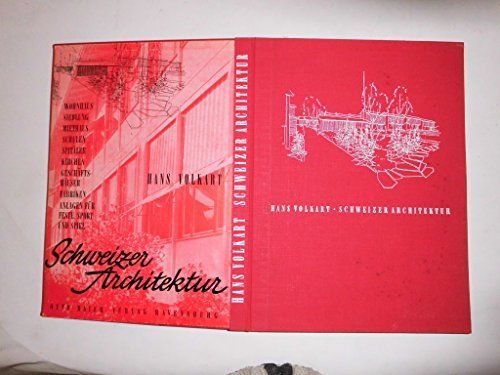 WOHNHAUS
SIEDLUNG
MIETHAUS
SCHULEN
SPITÄLER
KIRCHEN
GESCHÄFTS-
HÄUSER
FABRIKEN
ANLAGEN FÜR
FESTE, SPORT
UND SPIEL
HANS VOLKART
Schweizer
Architektur
OTTO MAIER VERLAG RAVENSBURG
HANS VOLKART SCHWEIZER ARCHITEKTUR
HANS VOLKART · SCHWEIZER ARCHITEKTUR